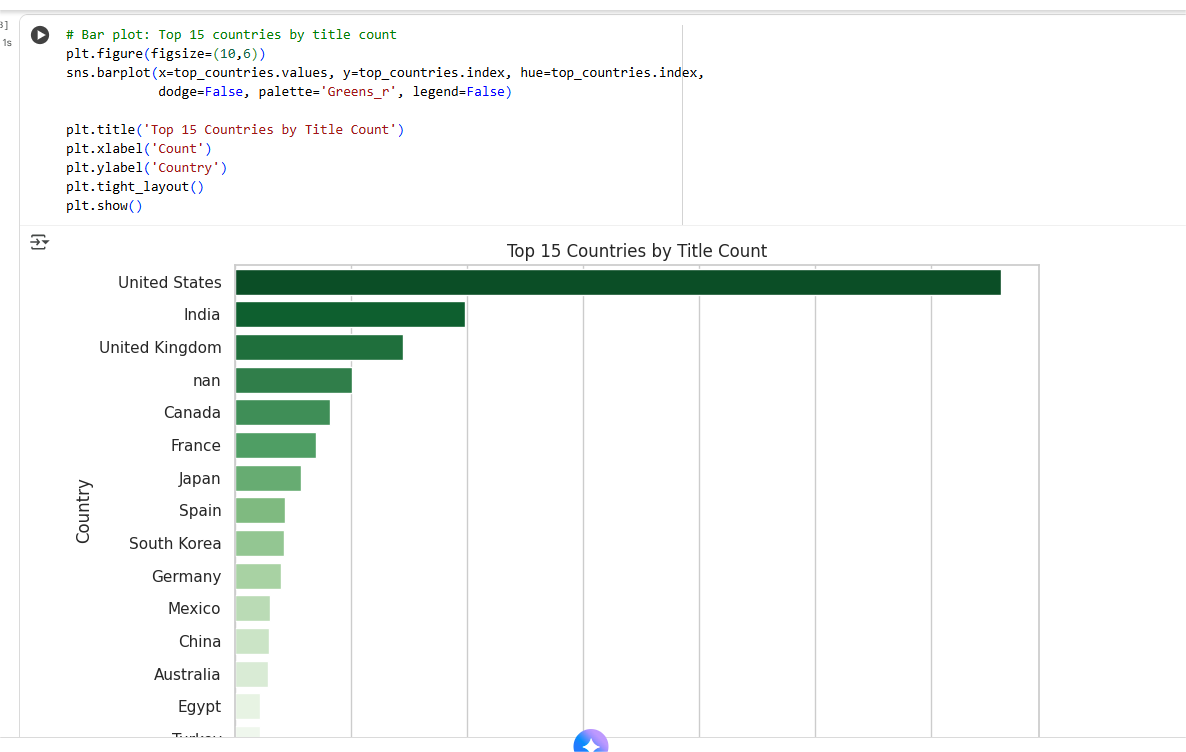 3]
1s
# Bar plot: Top 15 countries by title count
plt.figure(figsize=(10,6))
sns.barplot(x=top_countries.values, y=top_countries.index, hue=top_countries.index,
            dodge=False, palette='Greens_r', legend=False)
plt.title('Top 15 Countries by Title Count')
plt.xlabel('Count')
plt.ylabel('Country')
plt.tight_layout()
plt.show()
Top 15 Countries by Title Count
Country
United States
India
United Kingdom
nan
Canada
France
Japan
Spain
South Korea
Germany
Mexico
China
Australia
Egypt
Turkey